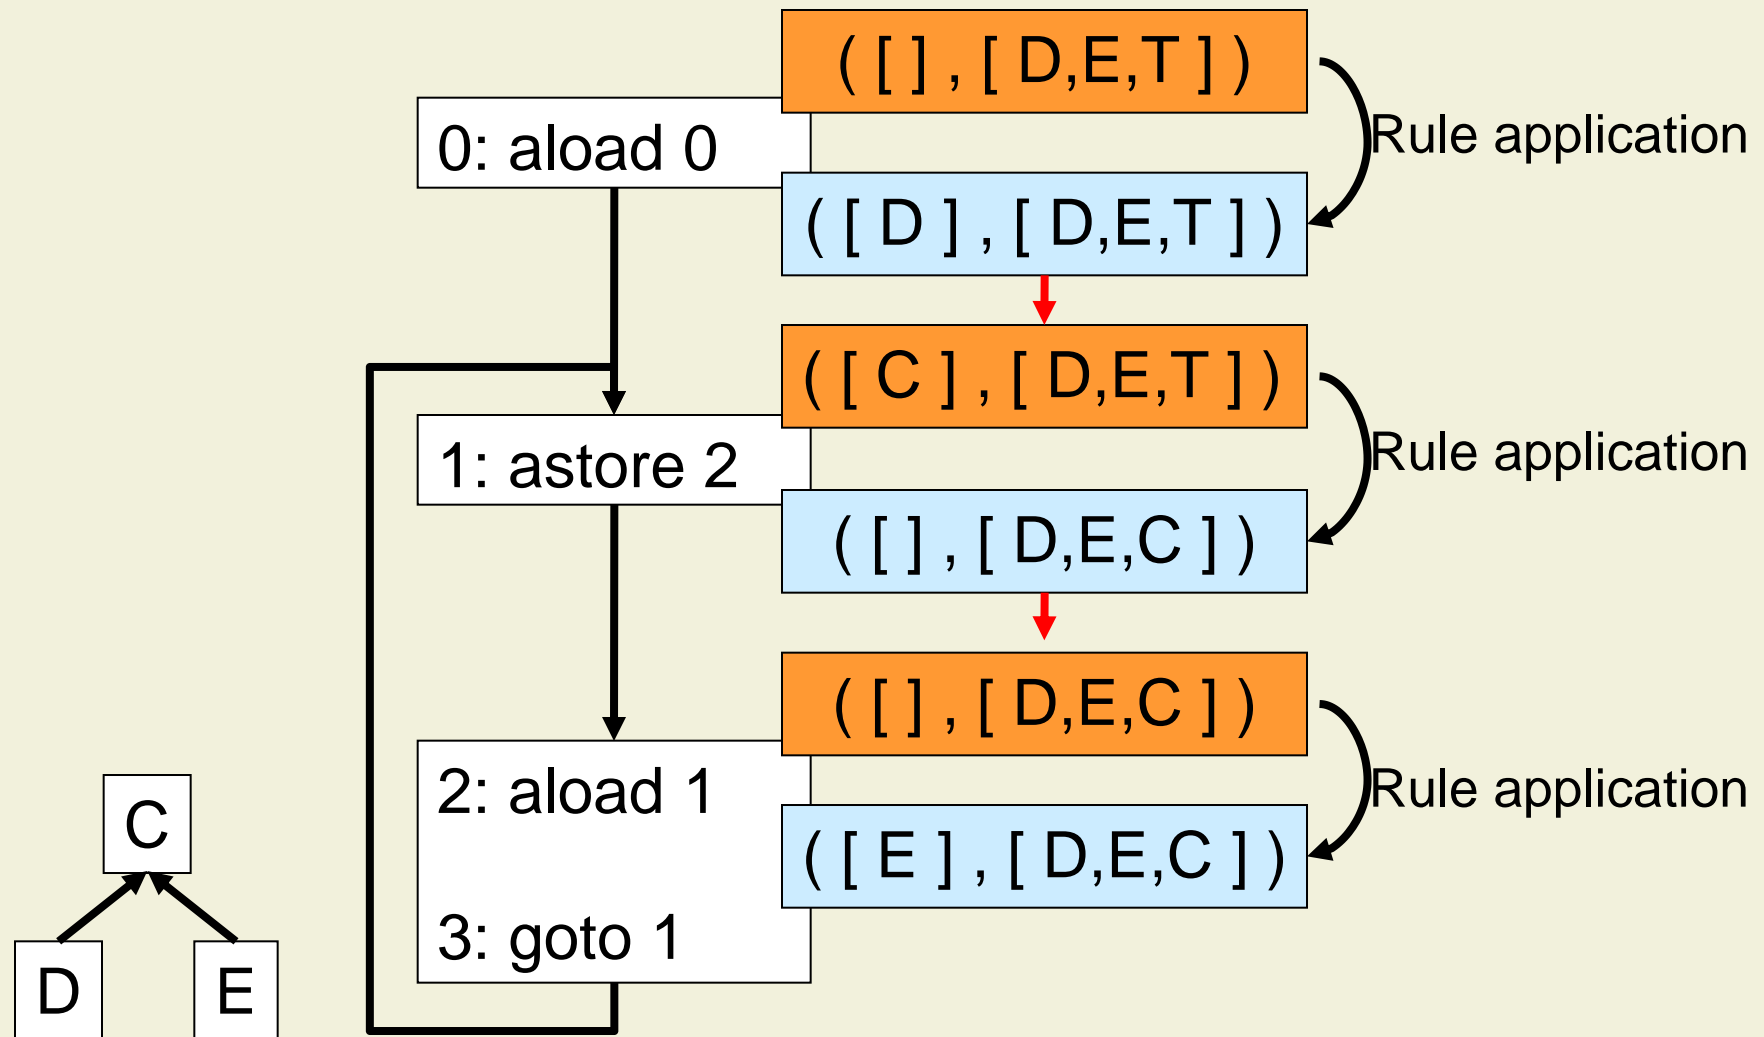 ( [ ] , [ D,E,T ] )
0: aload 0
Rule application
( [ D ] , [ D,E,T ] )
( [ C ] , [ D,E,T ] )
1: astore 2
Rule application
( [ ] , [ D,E,C ] )
( [ ] , [ D,E,C ] )
2: aload 1
Rule application
( [ E ] , [ D,E,C ] )
3: goto 1
C
D
E